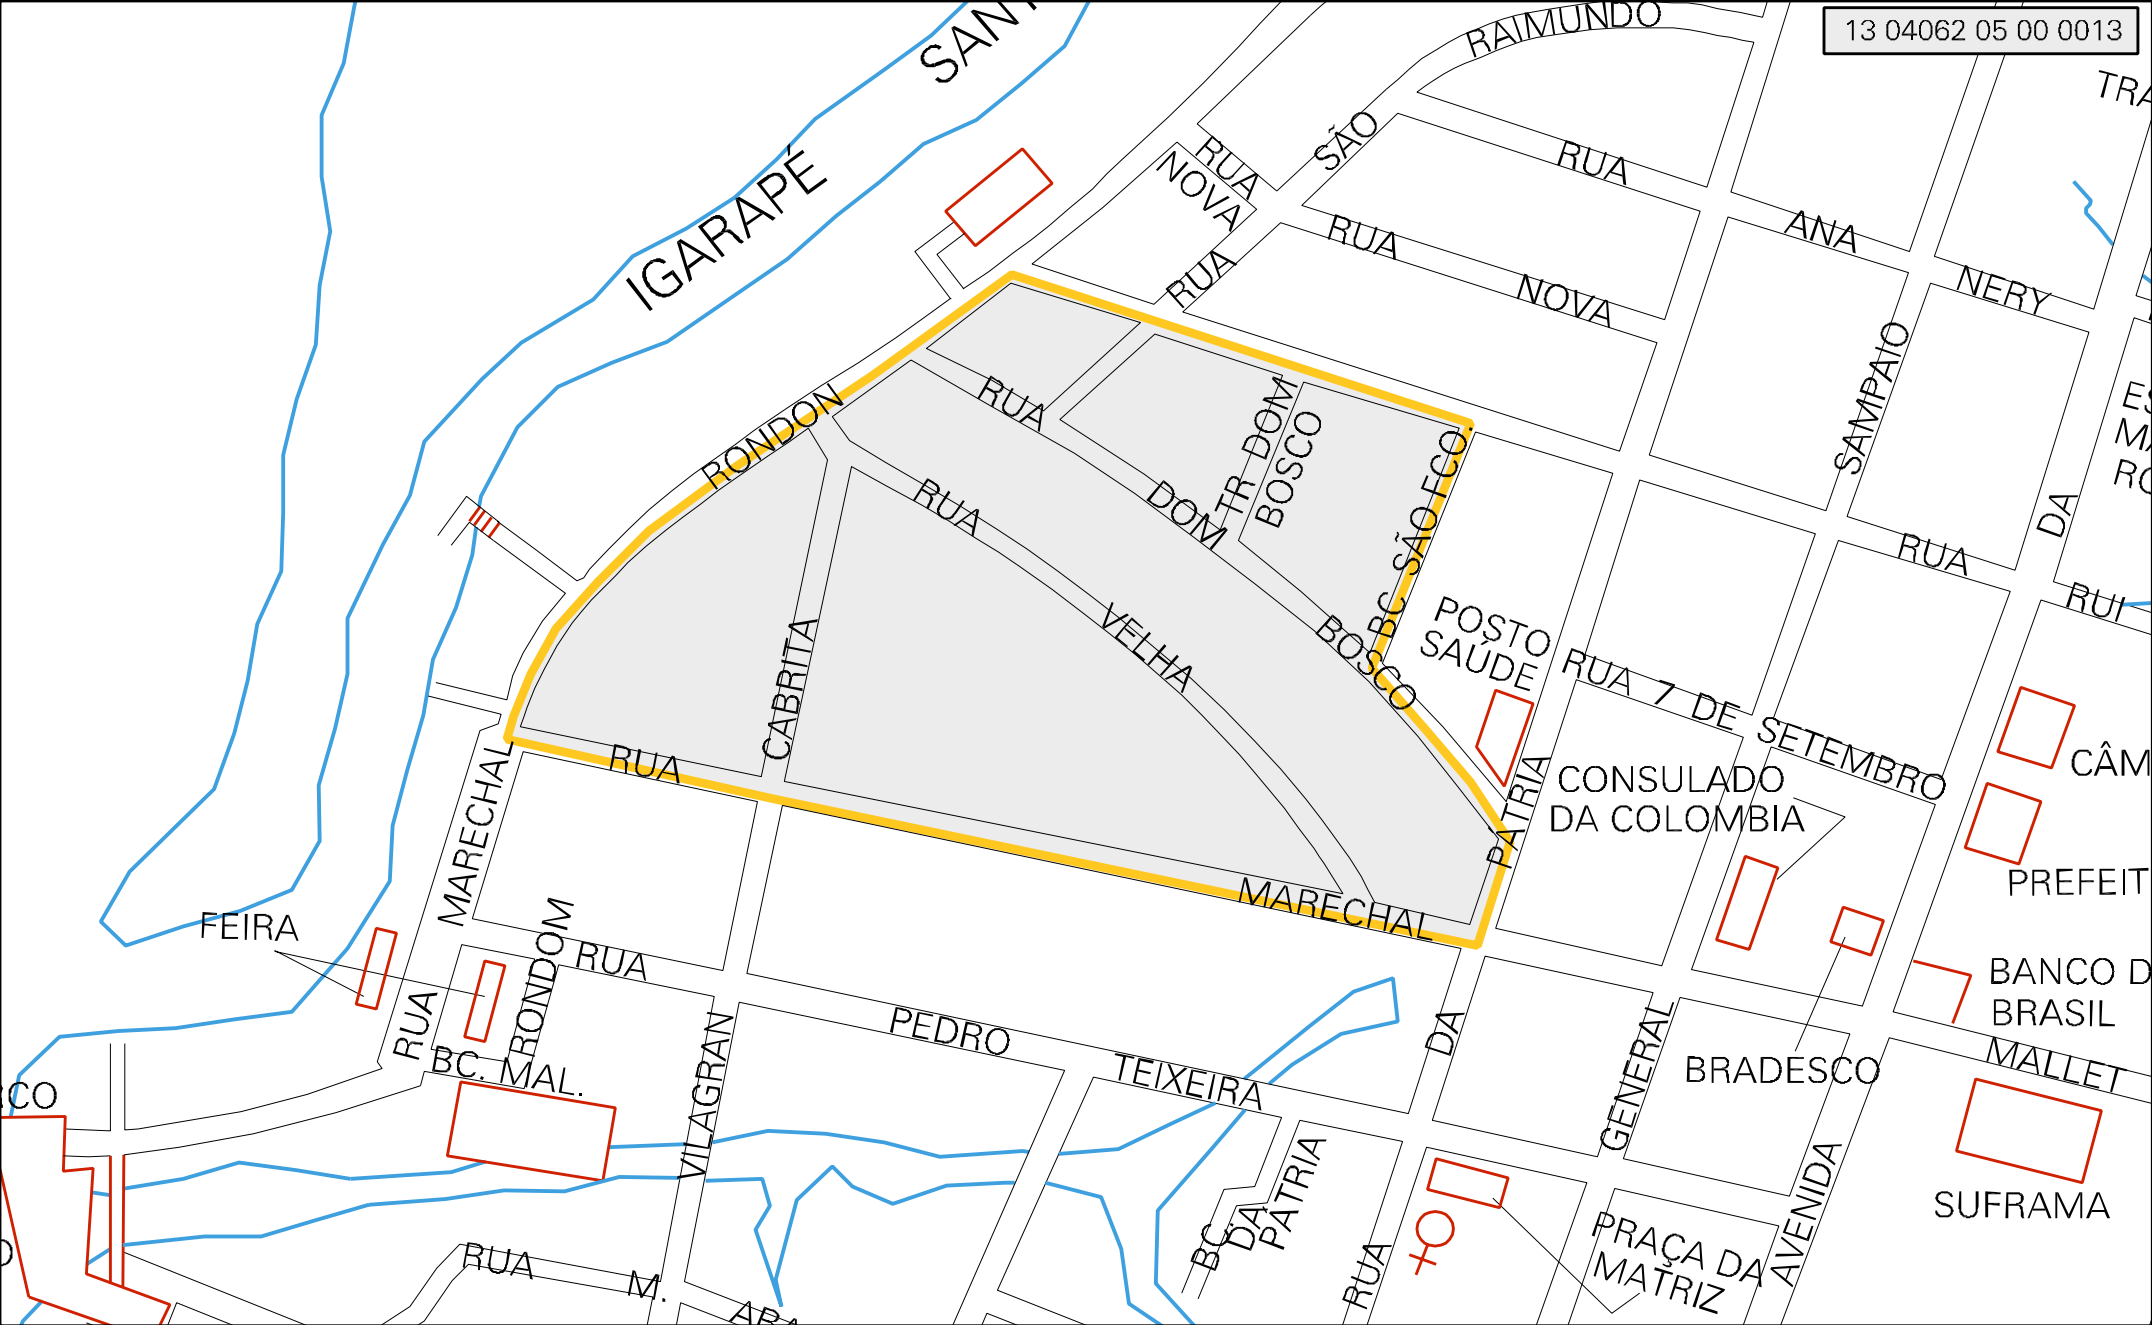 SANT
RAIMUNDO
13 04062 05 00 0013
TRA
SÃO
RUA
NOVA
RUA
IGARAPÉ
RUA
RUA
NOVA
ANA
NERY
RUA
SAMPAIO
DA
RONDON
RUA
TR DOM
BOSCO
BC SÃO FCO.
RUA
DOM
BOSCO
VELHA
CABRITA
RUA
RUI
POSTO
SAÚDE
RUA 7 DE SETEMBRO
RUA
MARECHAL
MARECHAL
PATRIA
CONSULADO
DA COLOMBIA
CÂM
PREFEIT
FEIRA
RUA
RONDOM
RUA
BC. MAL.
PEDRO
TEIXEIRA
VILAGRAN
DA
GENERAL
BRADESCO
BANCO D
BRASIL
MALLET
SUFRAMA
AVENIDA
BC.
DA
PATRIA
RUA
PRAÇA DA
MATRIZ
RUA
M.